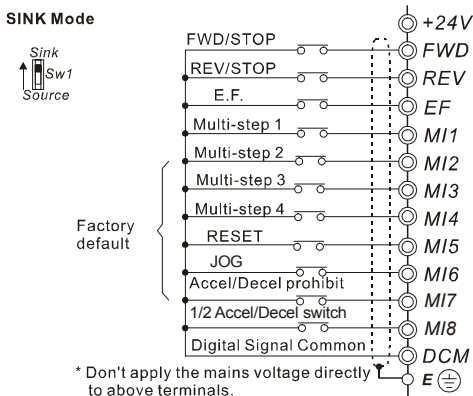 SINK Mode
+24V
FWD/STOP
FWD
Sink
Sw1
Source
REV/STOP
REV
E.F.
EF
Multi-step 1
MI1
Multi-step 2
MI2
Multi-step 3
MI3
Multi-step 4
MI4
Factory
default
RESET
MI5
JOG
MI6
Accel/Decel prohibit
MI7
1/2 Accel/Decel switch
MI8
Digital Signal Common
DCM
* Don't apply the mains voltage directly
to above terminals.
E